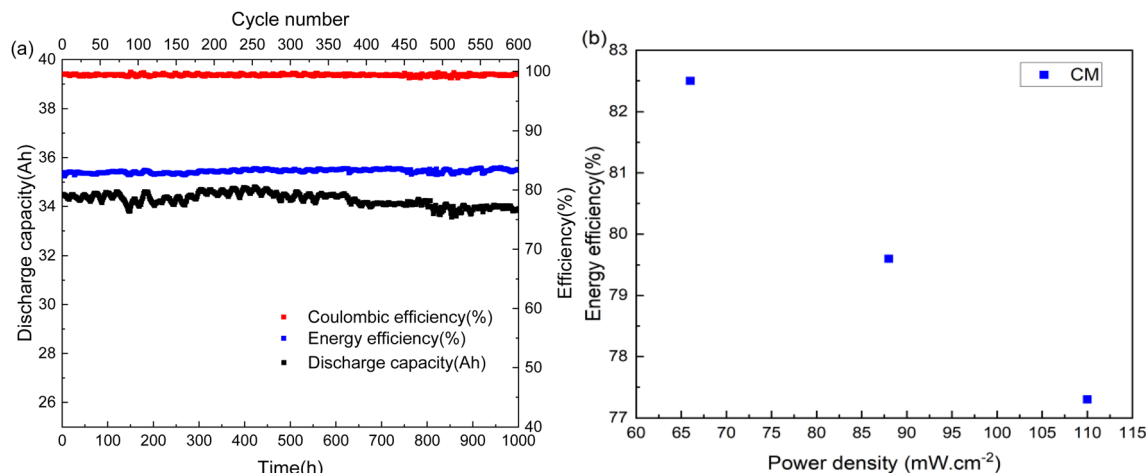 Cycle number
(a)
0 50 100 150 200 250 300 350 400 450 500 550 600
40
38
36
34
32
30
28
26
Discharge capacity(Ah)
100
90
80
70
60
50
40
Efficiency(%)
Coulombic efficiency(%)
Energy efficiency(%)
Discharge capacity(Ah)
0 100 200 300 400 500 600 700 800 900 1000
Time(h)
(b)
83
82
81
80
79
78
77
Energy efficiency(%)
CM
60 65 70 75 80 85 90 95 100 105 110 115
Power density (mW.cm⁻²)